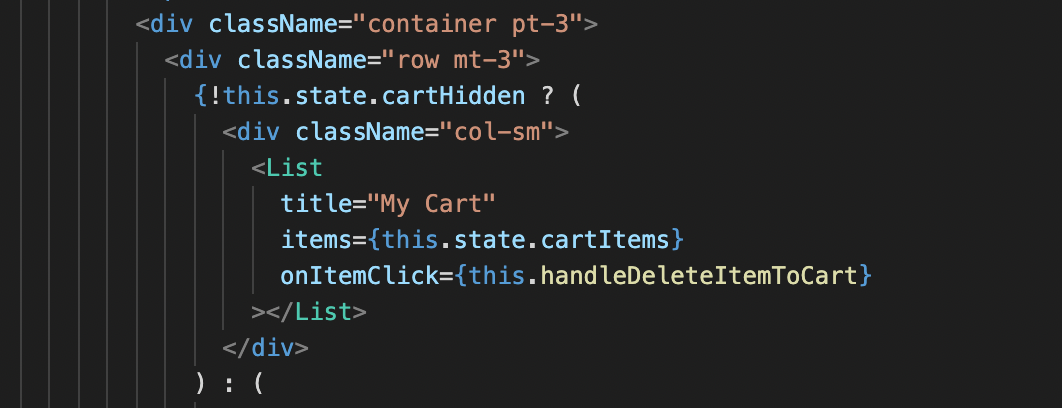 <div className="container pt-3">
<div className="row mt-3">
{!this.state.cartHidden ? (
<div className="col-sm">
<List
title="My Cart"
items={this.state.cartItems}
onItemClick={this.handleDeleteItemToCart}
></List>
</div>
) : (